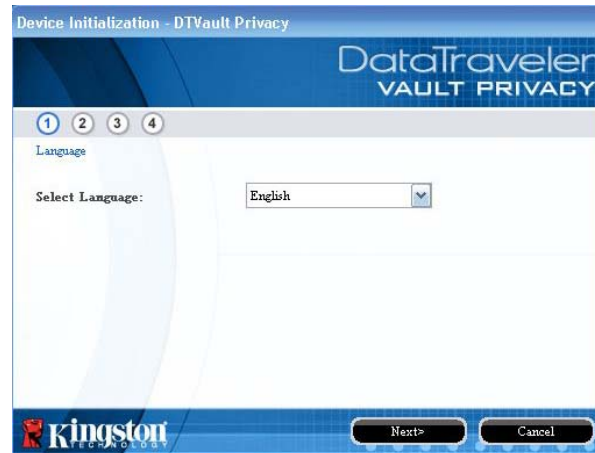 Device Initialization - DTVault Privacy
DataTraveler
VAULT PRIVACY
1 2 3 4
Language
Select Language:
English
Kingston
TECHNOLOGY
Next>
Cancel